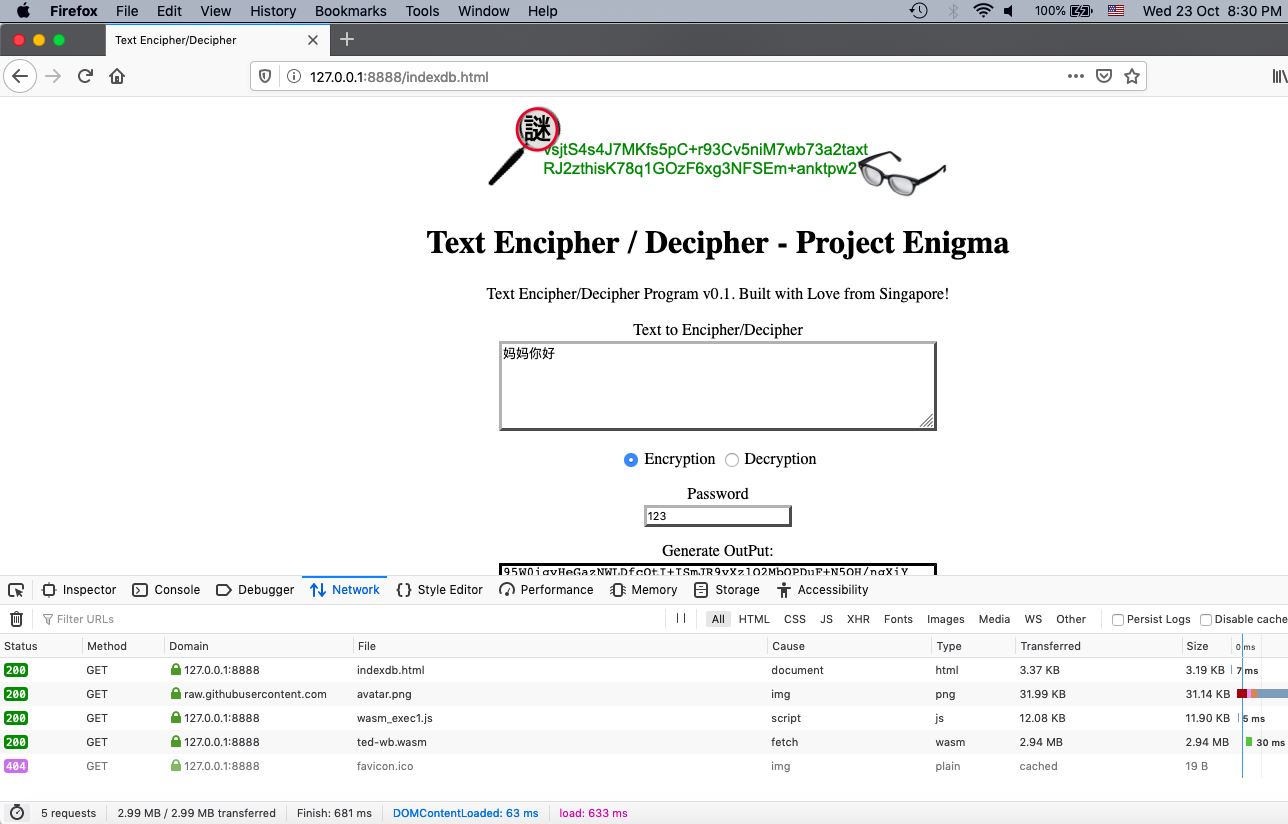 Firefox File Edit View History Bookmarks Tools Window Help 100% Wed 23 Oct 8:30 PM
Text Encipher/Decipher
127.0.0.1:8888/indexdb.html
謎
vsjtS4s4J7MKfs5pC+r93Cv5niM7wb73a2taxt
RJ2zthisK78q1GOzF6xg3NFSEm+anktpw2
Text Encipher / Decipher - Project Enigma
Text Encipher/Decipher Program v0.1. Built with Love from Singapore!
Text to Encipher/Decipher
妈妈你好
Encryption Decryption
Password
123
Generate OutPut:
Inspector Console Debugger Network Style Editor Performance Memory Storage Accessibility
Filter URLs All HTML CSS JS XHR Fonts Images Media WS Other Persist Logs Disable cache
Status Method Domain File Cause Type Transferred Size 0 ms
200 GET 127.0.0.1:8888 indexdb.html document html 3.37 KB 3.19 KB 7 ms
200 GET raw.githubusercontent.com avatar.png img png 31.99 KB 31.14 KB
200 GET 127.0.0.1:8888 wasm_exec1.js script js 12.08 KB 11.90 KB 5 ms
200 GET 127.0.0.1:8888 ted-wb.wasm fetch wasm 2.94 MB 2.94 MB 30 ms
404 GET 127.0.0.1:8888 favicon.ico img plain cached 19 B
5 requests 2.99 MB / 2.99 MB transferred Finish: 681 ms DOMContentLoaded: 63 ms load: 633 ms